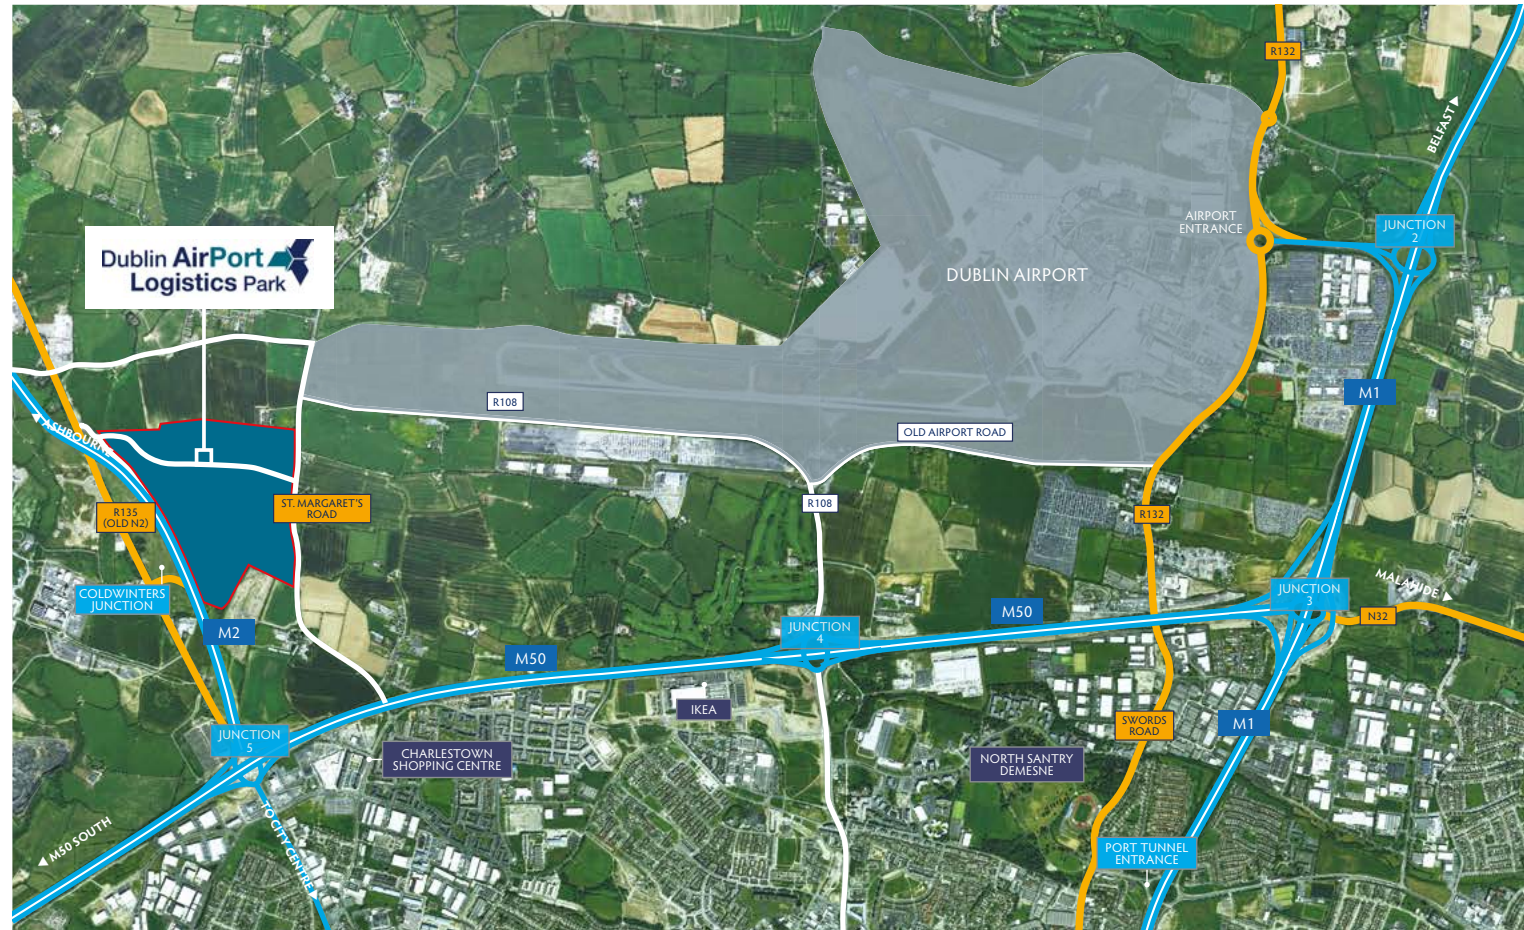 R132
BELFAST
AIRPORT
ENTRANCE
JUNCTION
2
Dublin AirPort
Logistics Park
DUBLIN AIRPORT
M1
R108
OLD AIRPORT ROAD
ASHBOURNE
R135
(OLD N2)
ST. MARGARET'S
ROAD
R108
R132
COLDWINTERS
JUNCTION
M2
JUNCTION
4
M50
JUNCTION
3
MALAHIDE
N32
M50
IKEA
JUNCTION
5
CHARLESTOWN
SHOPPING CENTRE
NORTH SANTRY
DEMESNE
SWORDS
ROAD
M1
M50 SOUTH
TO CITY CENTRE
PORT TUNNEL
ENTRANCE